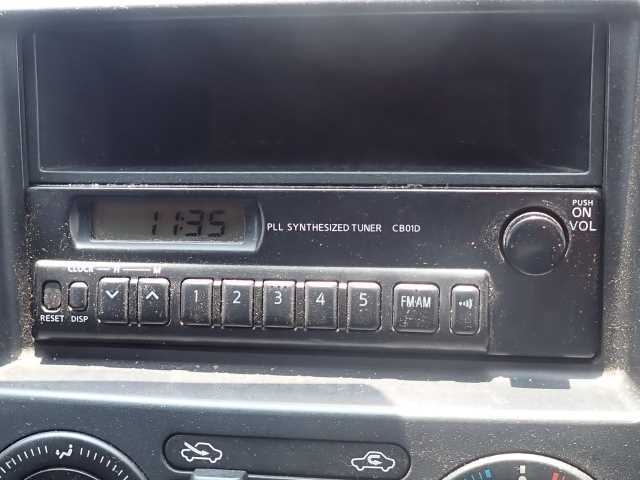 11:35
PLL SYNTHESIZED TUNER CB01D
PUSH
ON
VOL
CLOCK H M
1 2 3 4 5 FM·AM
RESET DISP